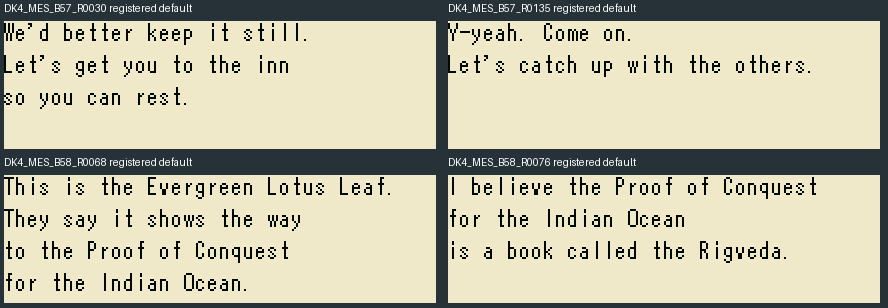 DK4_MES_B57_R0030 registered default
We'd better keep it still.
Let's get you to the inn
so you can rest.
DK4_MES_B57_R0135 registered default
Y-yeah. Come on.
Let's catch up with the others.
DK4_MES_B58_R0068 registered default
This is the Evergreen Lotus Leaf.
They say it shows the way
to the Proof of Conquest
for the Indian Ocean.
DK4_MES_B58_R0076 registered default
I believe the Proof of Conquest
for the Indian Ocean
is a book called the Rigveda.